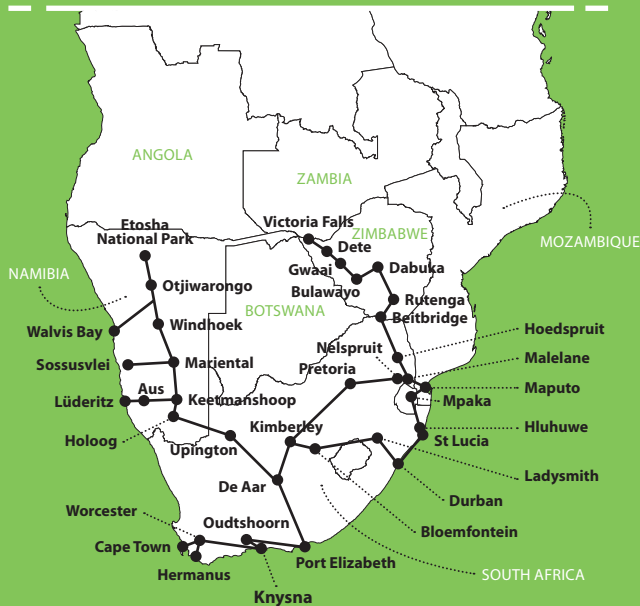 ANGOLA
ZAMBIA
Etosha
National Park
Victoria Falls
ZIMBABWE
MOZAMBIQUE
Dete
NAMIBIA
Gwaai
Dabuka
Otjiwarongo
Bulawayo
Rutenga
BOTSWANA
Beitbridge
Walvis Bay
Windhoek
Hoedspruit
Nelspruit
Sossusvlei
Mariental
Pretoria
Malelane
Aus
Maputo
Lüderitz
Keetmanshoop
Mpaka
Holoog
Kimberley
Hluhuwe
Upington
St Lucia
Ladysmith
De Aar
Durban
Worcester
Oudtshoorn
Bloemfontein
Cape Town
Port Elizabeth
Hermanus
SOUTH AFRICA
Knysna